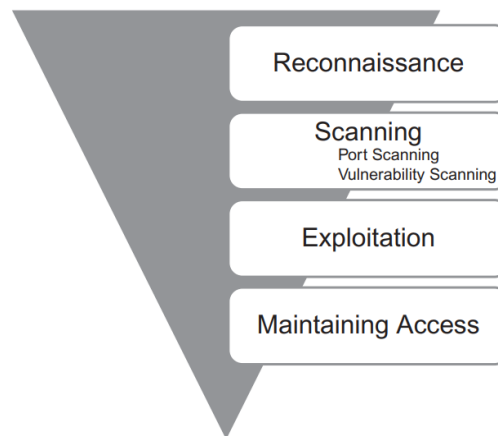 Reconnaissance
Scanning
Port Scanning
Vulnerability Scanning
Exploitation
Maintaining Access